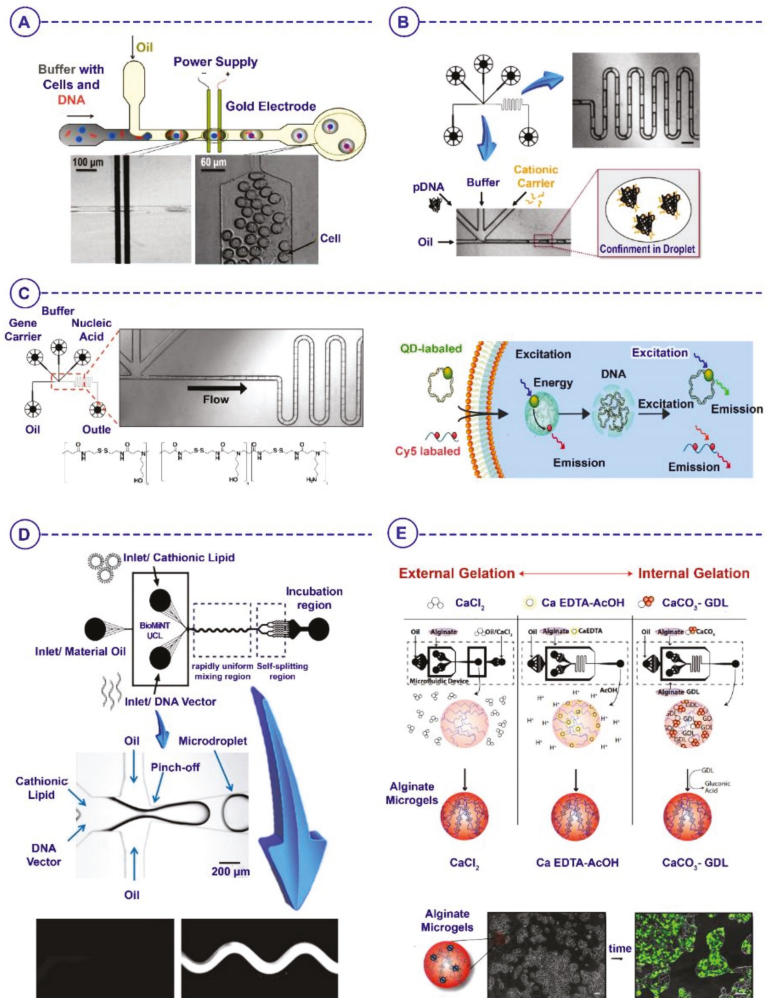 A
Oil
Buffer with
Cells and
DNA
Power Supply
− +
Gold Electrode
100 µm
60 µm
Cell
B
pDNA
Buffer
Cationic
Carrier
Oil
Confinment in Droplet
C
Buffer
Gene
Carrier
Nucleic
Acid
Oil
Outle
Flow
QD-labaled
Cy5 labaled
Excitation
Energy
Emission
DNA
Excitation
Excitation
Emission
Emission
D
Inlet/ Cathionic Lipid
BioMiNT
UCL
Inlet/ Material Oil
Inlet/ DNA Vector
Incubation
region
rapidly uniform
mixing region
Self-splitting
region
Oil
Microdroplet
Pinch-off
Cathionic
Lipid
DNA
Vector
Oil
200 µm
E
External Gelation
Internal Gelation
CaCl2
Ca EDTA-AcOH
CaCO3- GDL
Oil
Alginate
Oil/CaCl2
Microfluidic Device
Oil
Alginate
CaEDTA
AcOH
H+
Oil
Alginate
CaCO3
Alginate GDL
GDL
GDL
Gluconic
Acid
Alginate
Microgels
CaCl2
Ca EDTA-AcOH
CaCO3- GDL
Alginate
Microgels
time